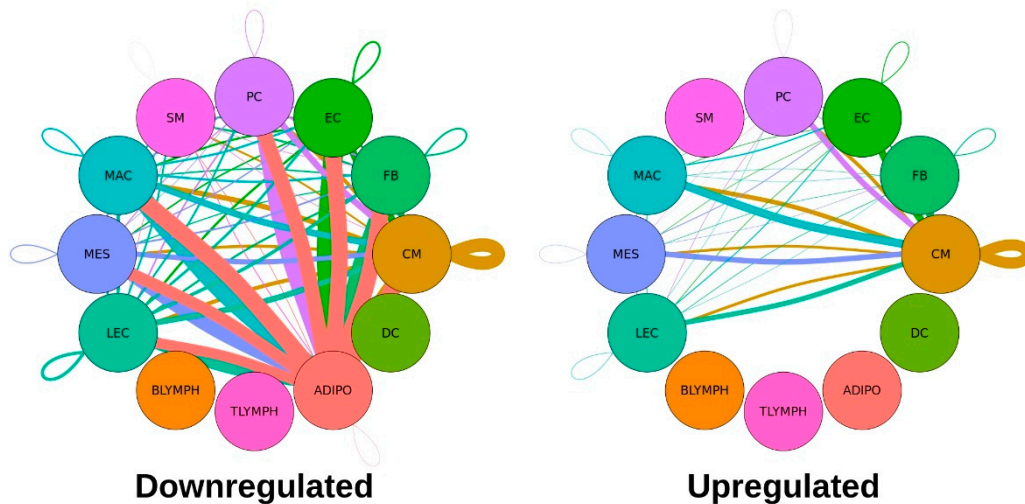 PC
EC
SM
FB
MAC
CM
MES
DC
LEC
ADIPO
BLYMPH
TLYMPH
Downregulated
PC
EC
SM
FB
MAC
CM
MES
DC
LEC
ADIPO
BLYMPH
TLYMPH
Upregulated